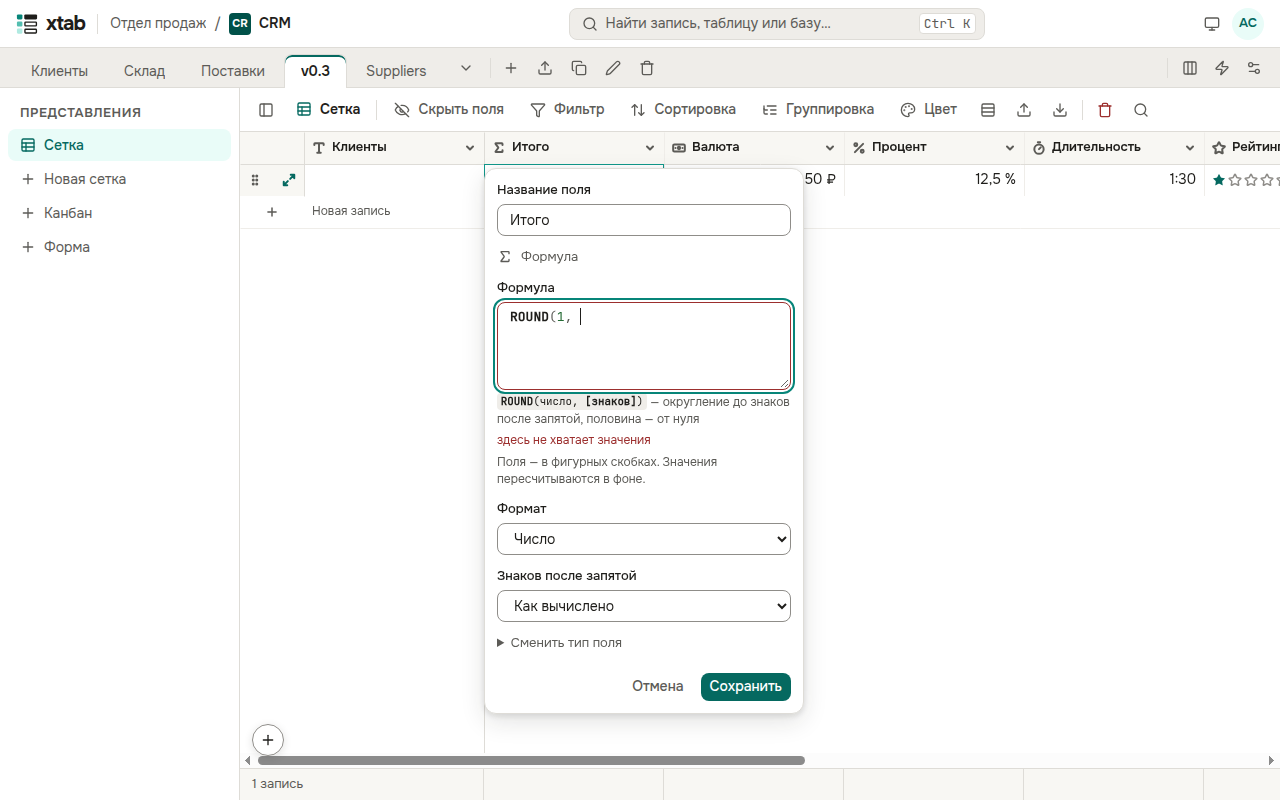 xtab
Отдел продаж / CR CRM
Найти запись, таблицу или базу... Ctrl K
AC
Клиенты Склад Поставки v0.3 Suppliers
ПРЕДСТАВЛЕНИЯ
Сетка
Новая сетка
Канбан
Форма
Сетка Скрыть поля Фильтр Сортировка Группировка Цвет
Клиенты Итого Валюта Процент Длительность Рейтинг
50 ₽ 12,5 % 1:30
Новая запись
Название поля
Итого
Формула
Формула
ROUND(1,
ROUND(число, [знаков]) — округление до знаков
после запятой, половина — от нуля
здесь не хватает значения
Поля — в фигурных скобках. Значения
пересчитываются в фоне.
Формат
Число
Знаков после запятой
Как вычислено
Сменить тип поля
Отмена Сохранить
1 запись